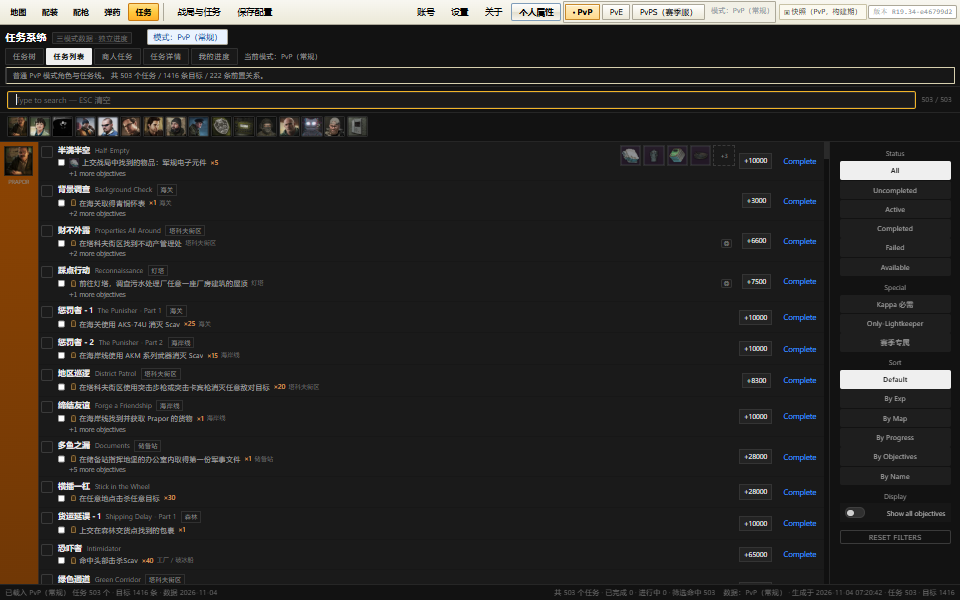 地图 配装 配枪 弹药 任务 战局与任务 保存配置 账号 设置 关于 个人属性 • PvP PvE PvPS（赛季服） 模式：PvP（常规） 快照（PvP，构建期） 版本 R19.34-e46799d2
任务系统 三模式数据 · 独立进度 模式：PvP（常规）
任务树 任务列表 商人任务 任务详情 我的进度 当前模式：PvP（常规）
普通 PvP 模式角色与任务线。 共 503 个任务 / 1416 条目标 / 222 条前置关系。
Type to search — ESC 清空 503 / 503
PRAPOR
半满半空 Half-Empty
上交战局中找到的物品：军规电子元件 ×5
+1 more objectives
+3 +10000 Complete
背景调查 Background Check 海关
在海关取得青铜怀表 ×1 海关
+2 more objectives
+3000 Complete
财不外露 Properties All Around 塔科夫街区
在塔科夫街区找到不动产管理处 塔科夫街区
+2 more objectives
+6600 Complete
踩点行动 Reconnaissance 灯塔
前往灯塔，调查污水处理厂任意一座厂房建筑的屋顶 灯塔
+1 more objectives
+7500 Complete
惩罚者 - 1 The Punisher - Part 1 海关
在海关使用 AKS-74U 消灭 Scav ×25 海关
+10000 Complete
惩罚者 - 2 The Punisher - Part 2 海岸线
在海岸线使用 AKM 系列武器消灭 Scav ×15 海岸线
+10000 Complete
地区巡逻 District Patrol 塔科夫街区
在塔科夫街区使用突击步枪或突击卡宾枪消灭任意敌对目标 ×20 塔科夫街区
+8300 Complete
缔结友谊 Forge a Friendship 海岸线
在海岸线找到并获取 Prapor 的货物 ×1 海岸线
+1 more objectives
+10000 Complete
多鱼之漏 Documents 储备站
在储备站指挥地堡的办公室内取得第一份军事文件 ×1 储备站
+5 more objectives
+28000 Complete
横插一杠 Stick in the Wheel
在任意地点击杀任意目标 ×30
+28000 Complete
货运延误 - 1 Shipping Delay - Part 1 森林
上交在森林交货点找到的包裹 ×1
+10000 Complete
恐吓者 Intimidator
命中头部击杀Scav ×40 工厂 / 储冰船
+65000 Complete
绿色通道 Green Corridor 塔科夫街区
Status
All
Uncompleted
Active
Completed
Failed
Available
Special
Kappa 必需
Only-Lightkeeper
赛季专属
Sort
Default
By Exp
By Map
By Progress
By Objectives
By Name
Display
Show all objectives
RESET FILTERS
已载入 PvP（常规） 任务 503 个 · 目标 1416 条 · 数据 2026-11-04 共 503 个任务 · 已完成 0 · 进行中 0 · 筛选命中 503 数据：PvP（常规） · 生成于 2026-11-04 07:20:42 · 任务 503 · 目标 1416